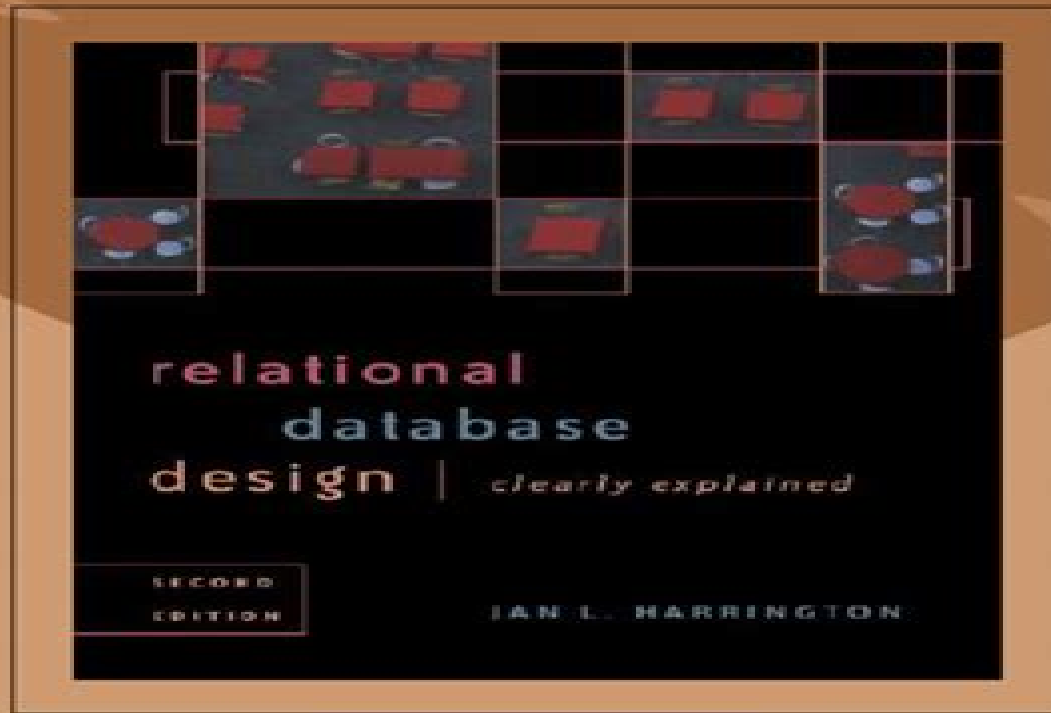 relational
database
design | clearly explained
SECOND
EDITION
JAN L. HARRINGTON